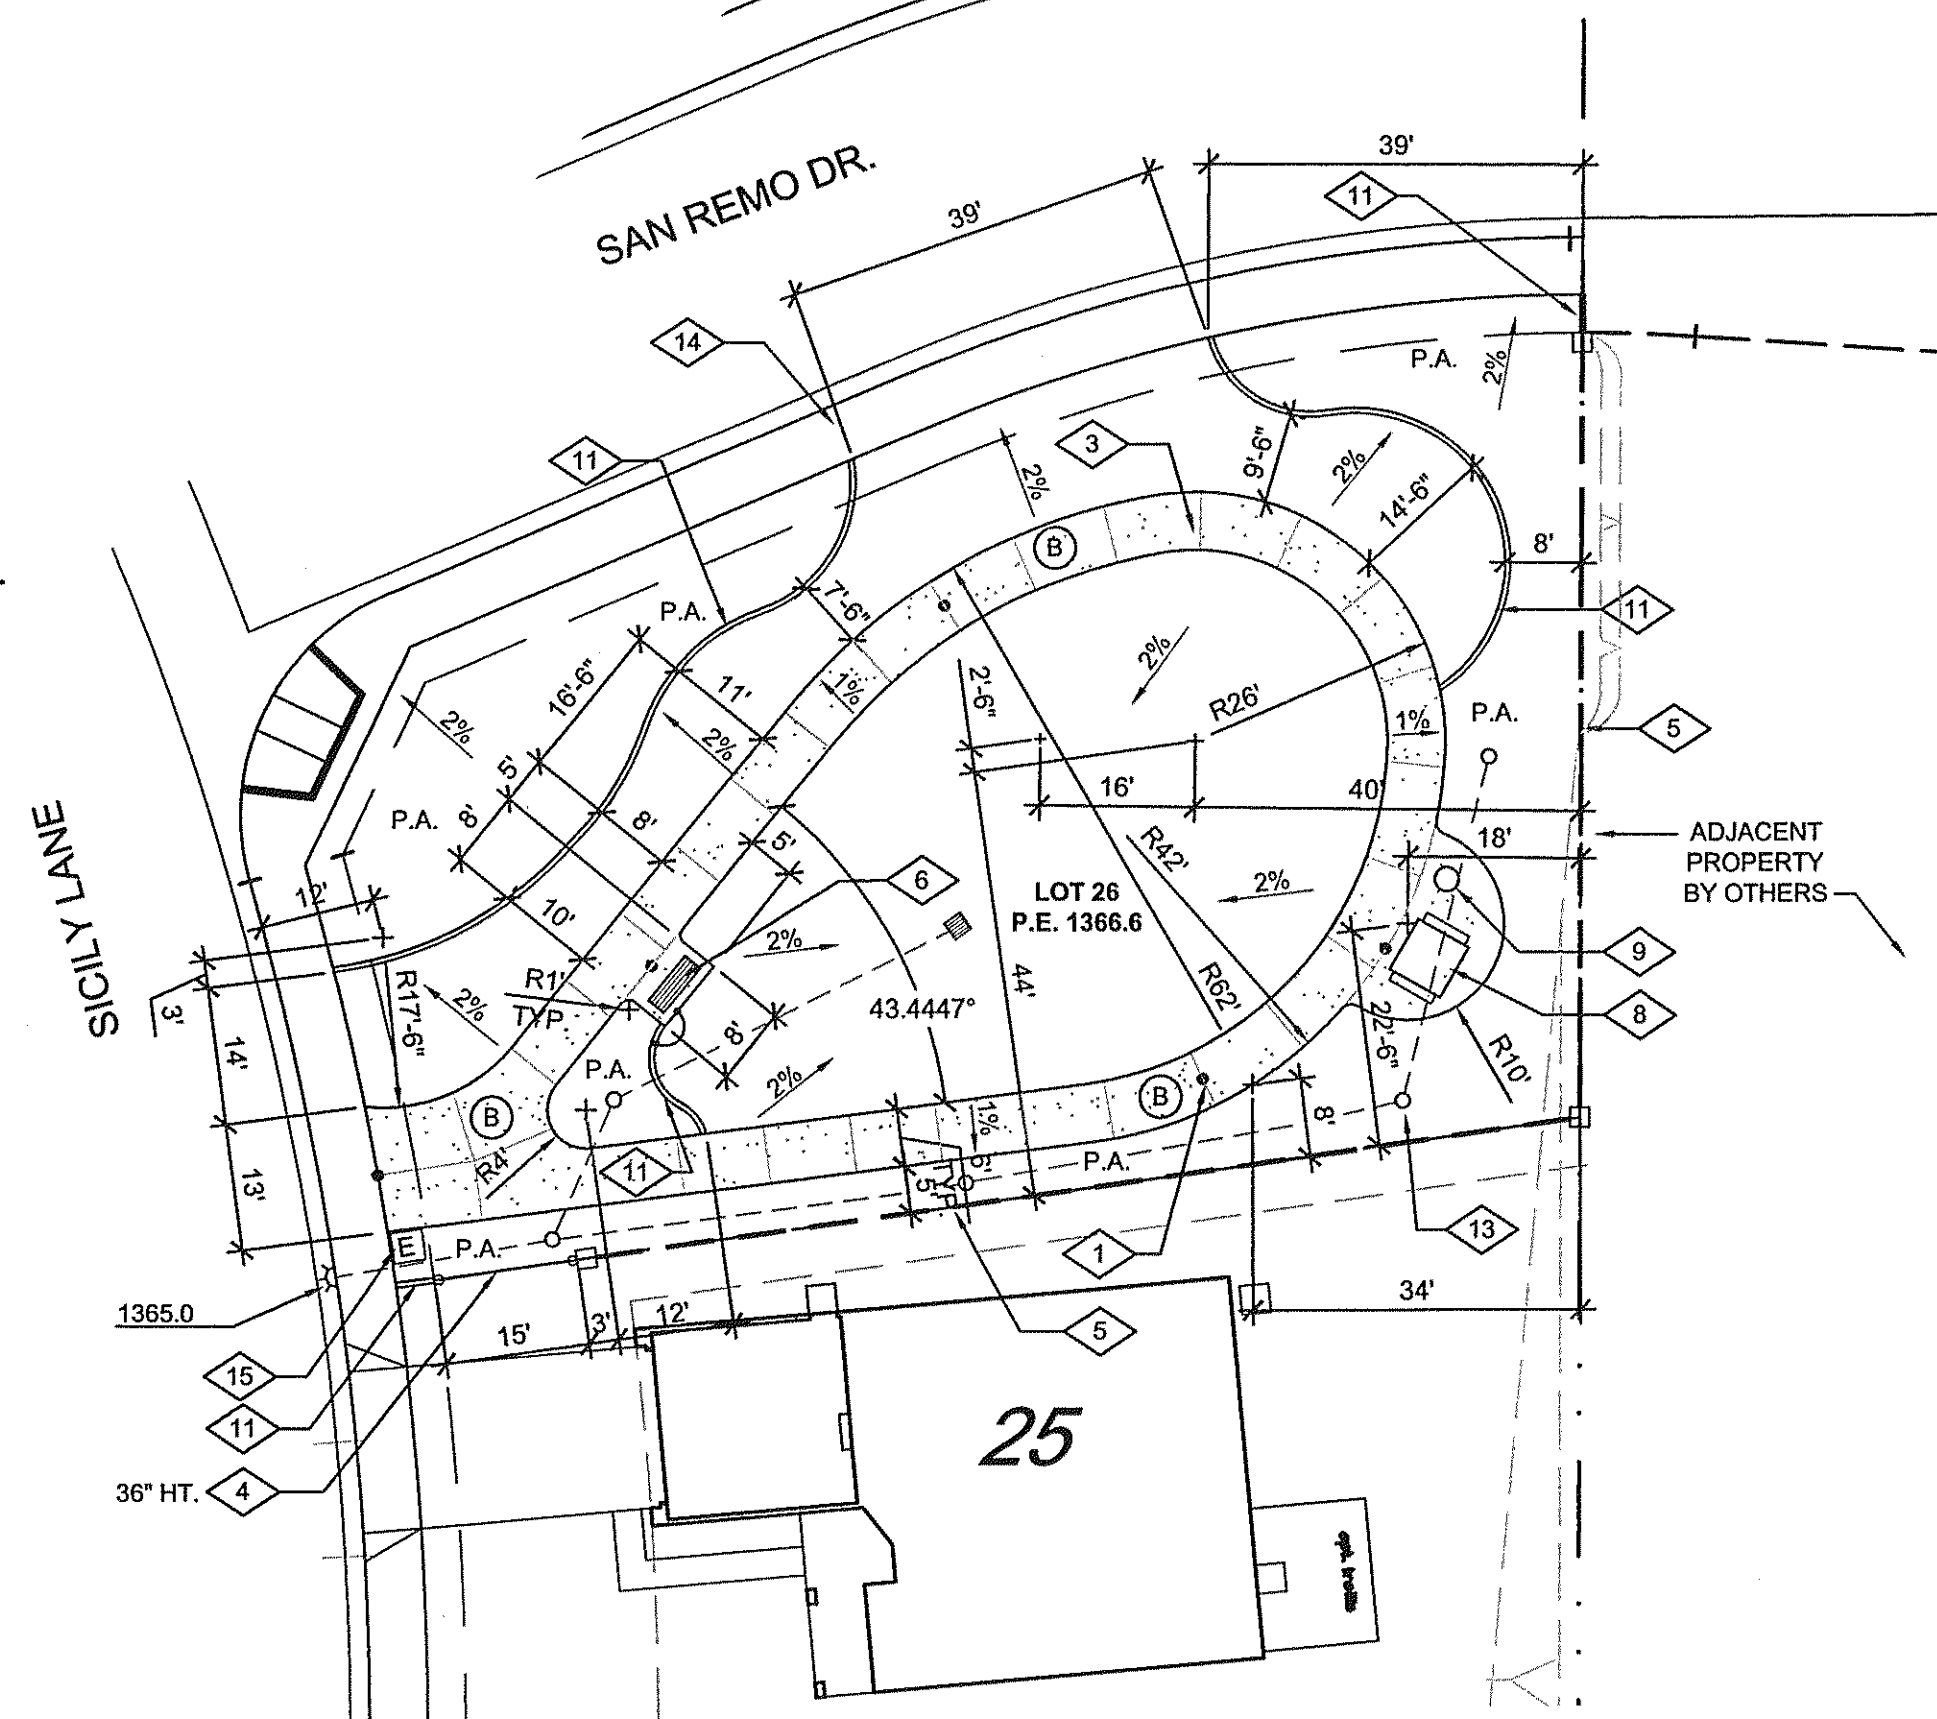 SAN REMO DR.
39'
39'
11
14
11
3
P.A.
2%
2%
9'-6"
2%
14'-6"
B
8'
11
P.A.
7'-6"
16'-6"
11'
1%
2%
2%
2'-6"
2%
R26'
1%
P.A.
5
5'
8'
8'
P.A.
16'
40'
18'
ADJACENT
PROPERTY
BY OTHERS
SICILY LANE
12'
5'
6
R42'
LOT 26
P.E. 1366.6
2%
9
8
10'
2%
R1'
TYP
43.4447°
44'
R62'
22'-6"
R10'
3'
R17'-6"
2%
8'
14'
P.A.
2%
B
B
1%
8'
13'
R4'
11
6'
TYP
5'
P.A.
13
E
P.A.
1
1365.0
15'
3'
12'
5
34'
15
11
36" HT.
4
25
opt. trellis